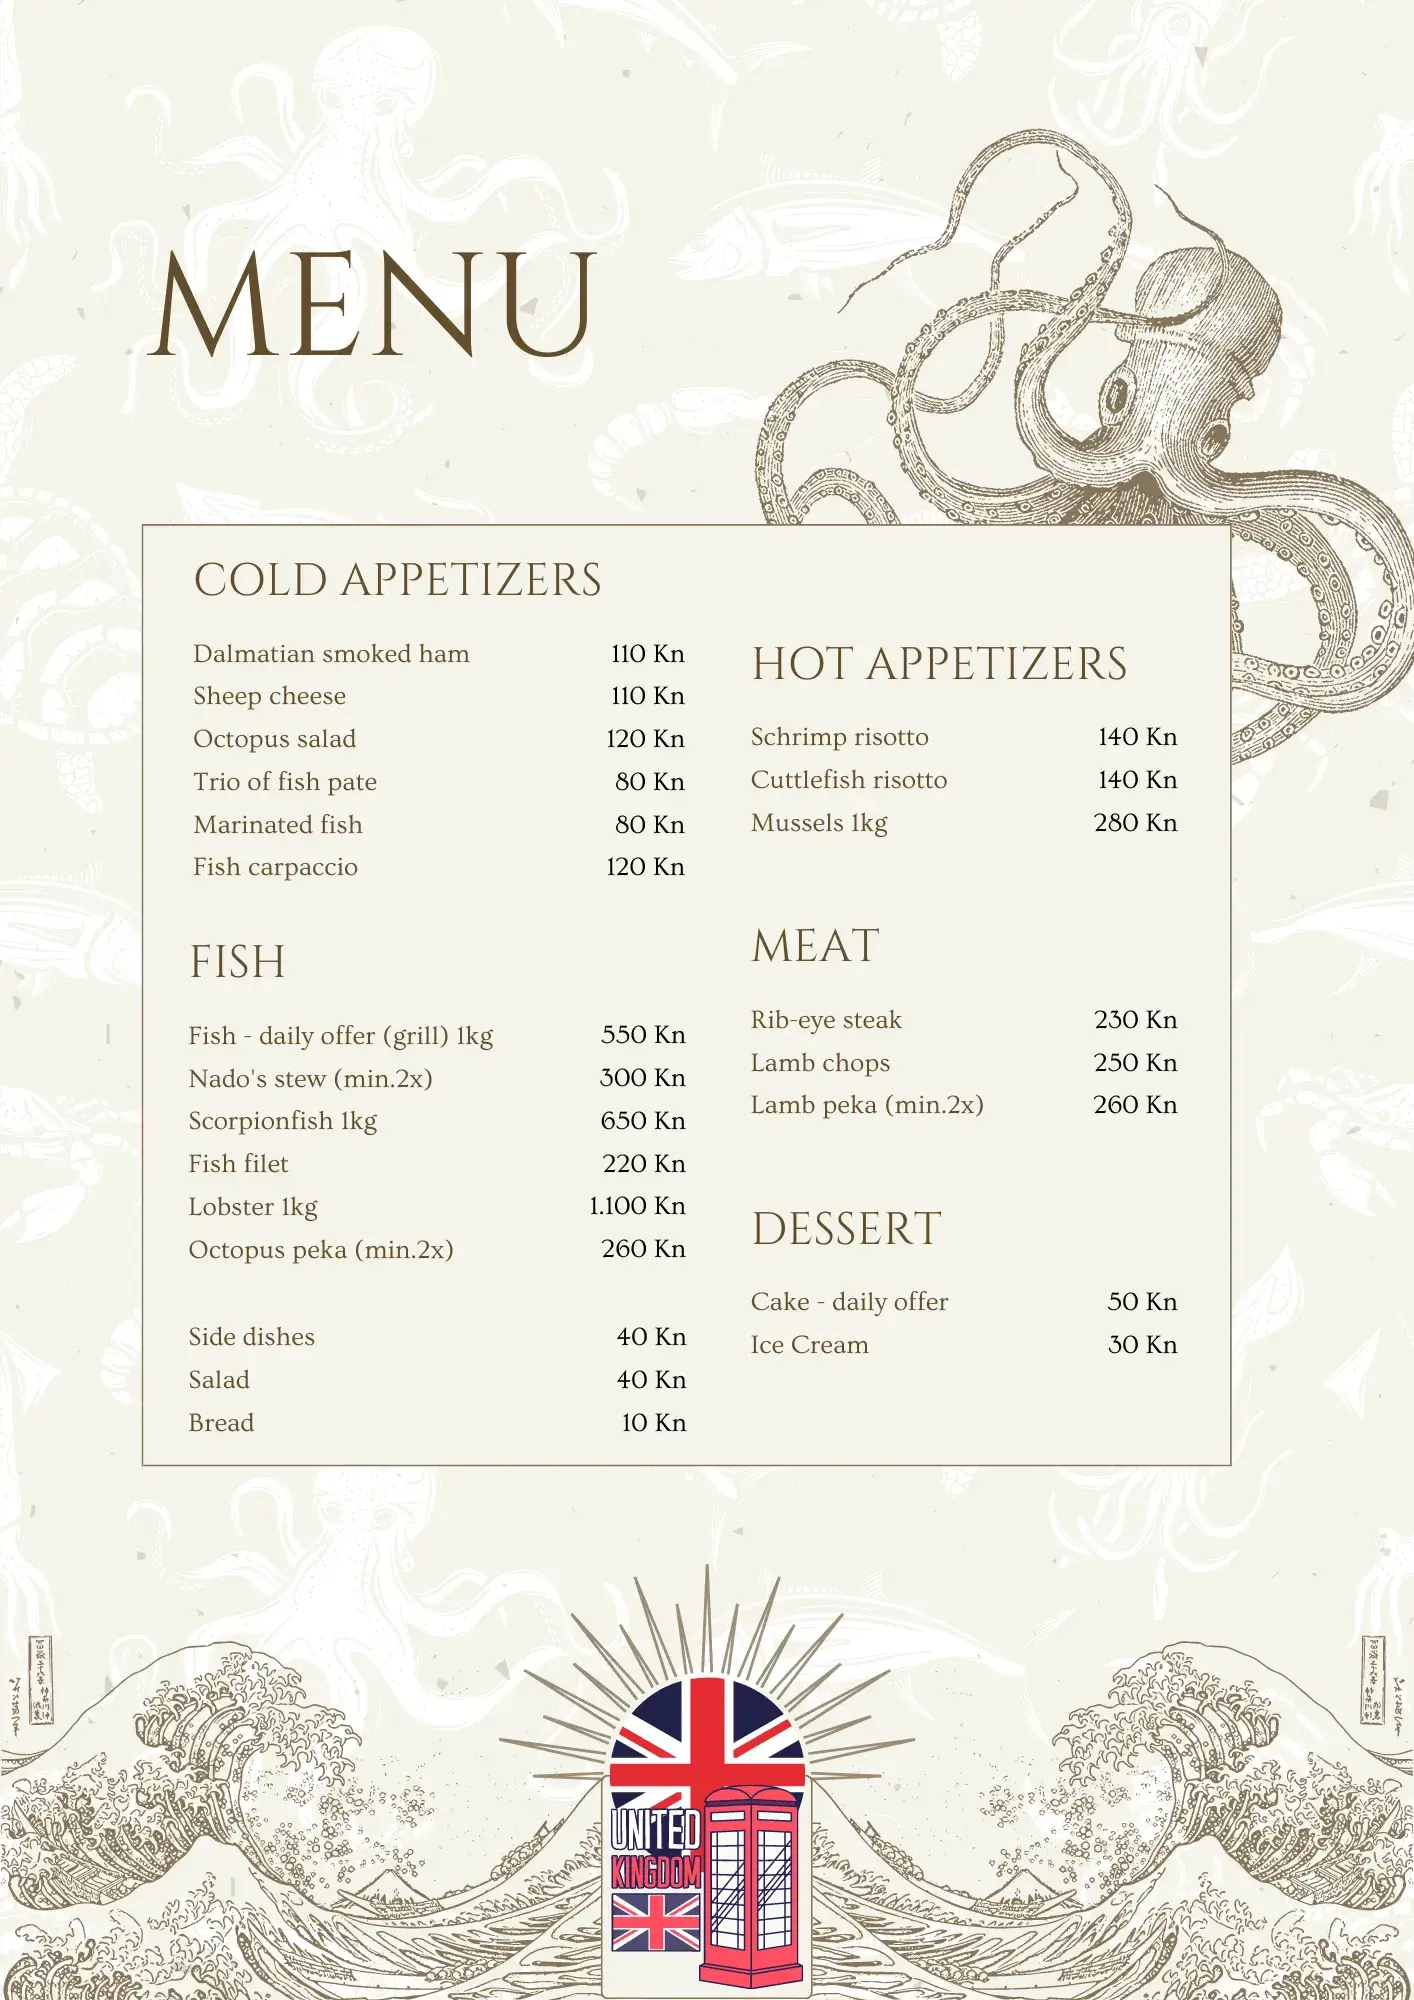 MENU
COLD APPETIZERS
Dalmatian smoked ham 110 Kn
Sheep cheese 110 Kn
Octopus salad 120 Kn
Trio of fish pate 80 Kn
Marinated fish 80 Kn
Fish carpaccio 120 Kn
FISH
Fish - daily offer (grill) 1kg 550 Kn
Nado's stew (min.2x) 300 Kn
Scorpionfish 1kg 650 Kn
Fish filet 220 Kn
Lobster 1kg 1.100 Kn
Octopus peka (min.2x) 260 Kn
Side dishes 40 Kn
Salad 40 Kn
Bread 10 Kn
HOT APPETIZERS
Schrimp risotto 140 Kn
Cuttlefish risotto 140 Kn
Mussels 1kg 280 Kn
MEAT
Rib-eye steak 230 Kn
Lamb chops 250 Kn
Lamb peka (min.2x) 260 Kn
DESSERT
Cake - daily offer 50 Kn
Ice Cream 30 Kn
UNITED
KINGDOM